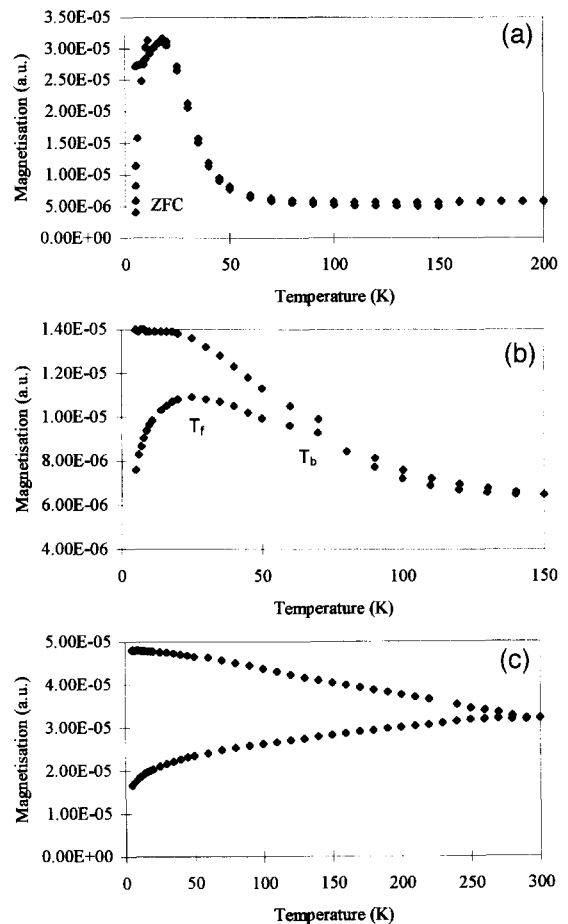 (a)
Magnetisation (a.u.)
3.50E-05
3.00E-05
2.50E-05
2.00E-05
1.50E-05
1.00E-05
5.00E-06
0.00E+00
ZFC
0 50 100 150 200
Temperature (K)
(b)
Magnetisation (a.u.)
1.40E-05
1.20E-05
1.00E-05
8.00E-06
6.00E-06
4.00E-06
Tf
Tb
0 50 100 150
Temperature (K)
(c)
Magnetisation (a.u.)
5.00E-05
4.00E-05
3.00E-05
2.00E-05
1.00E-05
0.00E+00
0 50 100 150 200 250 300
Temperature (K)